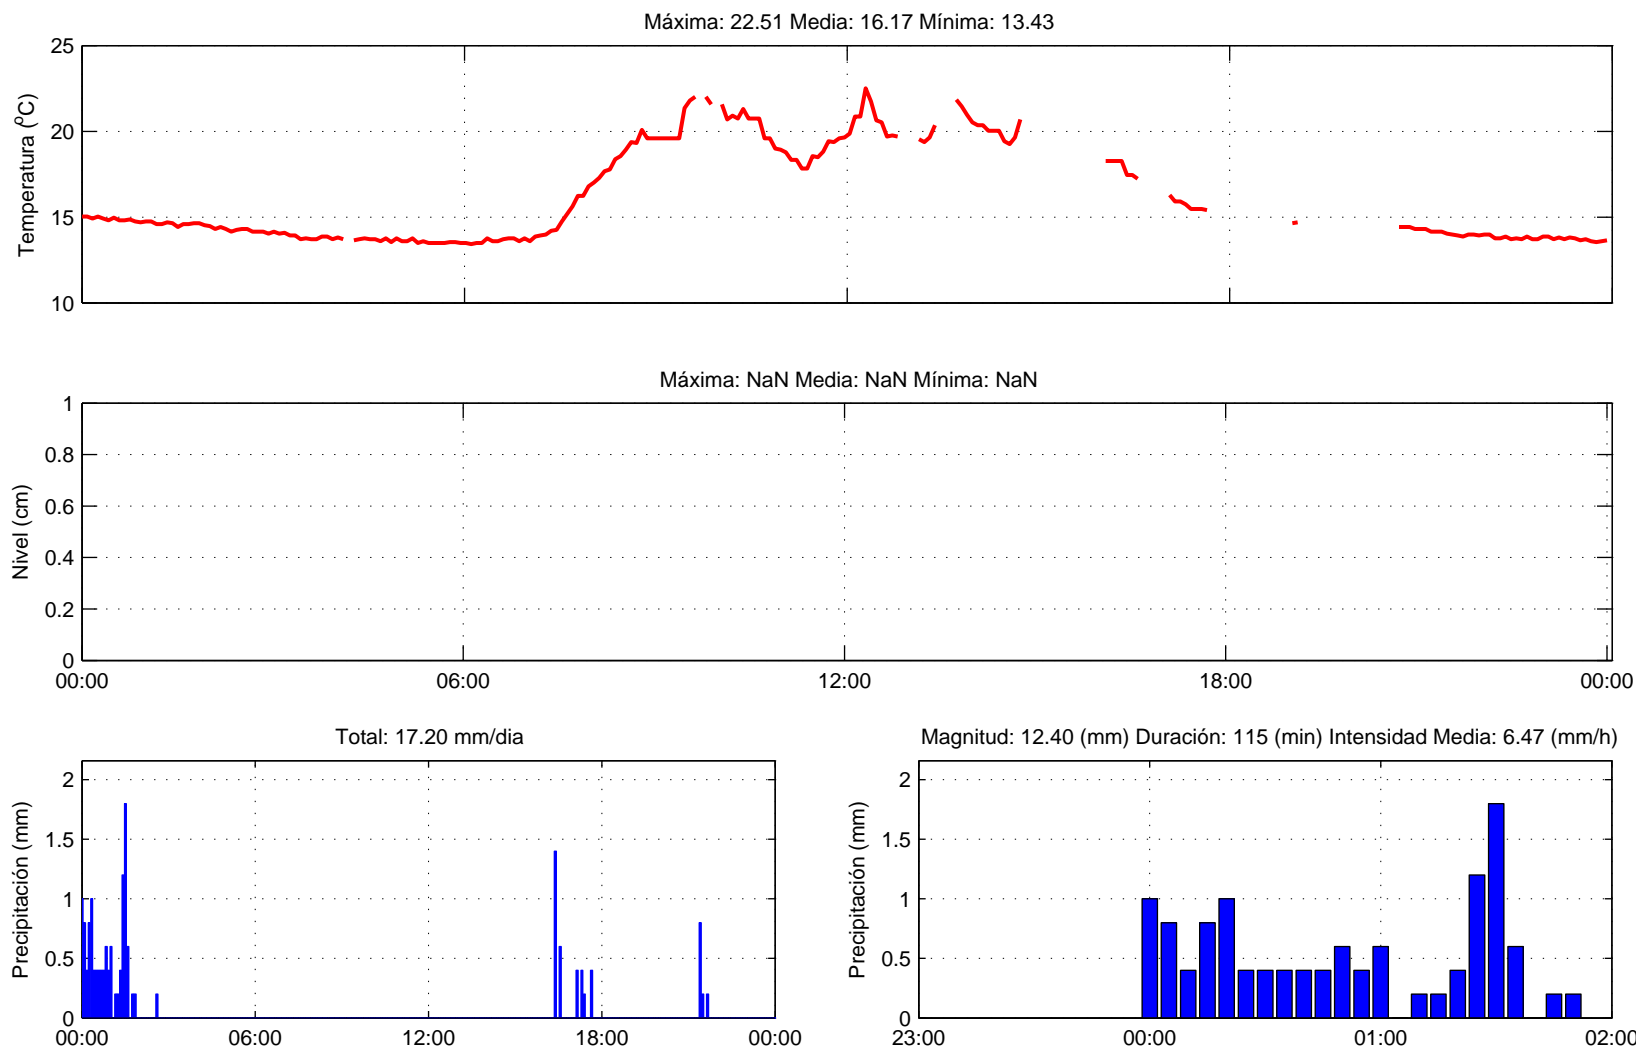 Máxima: 22.51 Media: 16.17 Mínima: 13.43
25
20
15
10
Temperatura (ºC)
Máxima: NaN Media: NaN Mínima: NaN
1
0.8
0.6
0.4
0.2
0
Nivel (cm)
00:00 06:00 12:00 18:00 00:00
Total: 17.20 mm/dia
2
1.5
1
0.5
0
Precipitación (mm)
00:00 06:00 12:00 18:00 00:00
Magnitud: 12.40 (mm) Duración: 115 (min) Intensidad Media: 6.47 (mm/h)
2
1.5
1
0.5
0
Precipitación (mm)
23:00 00:00 01:00 02:00